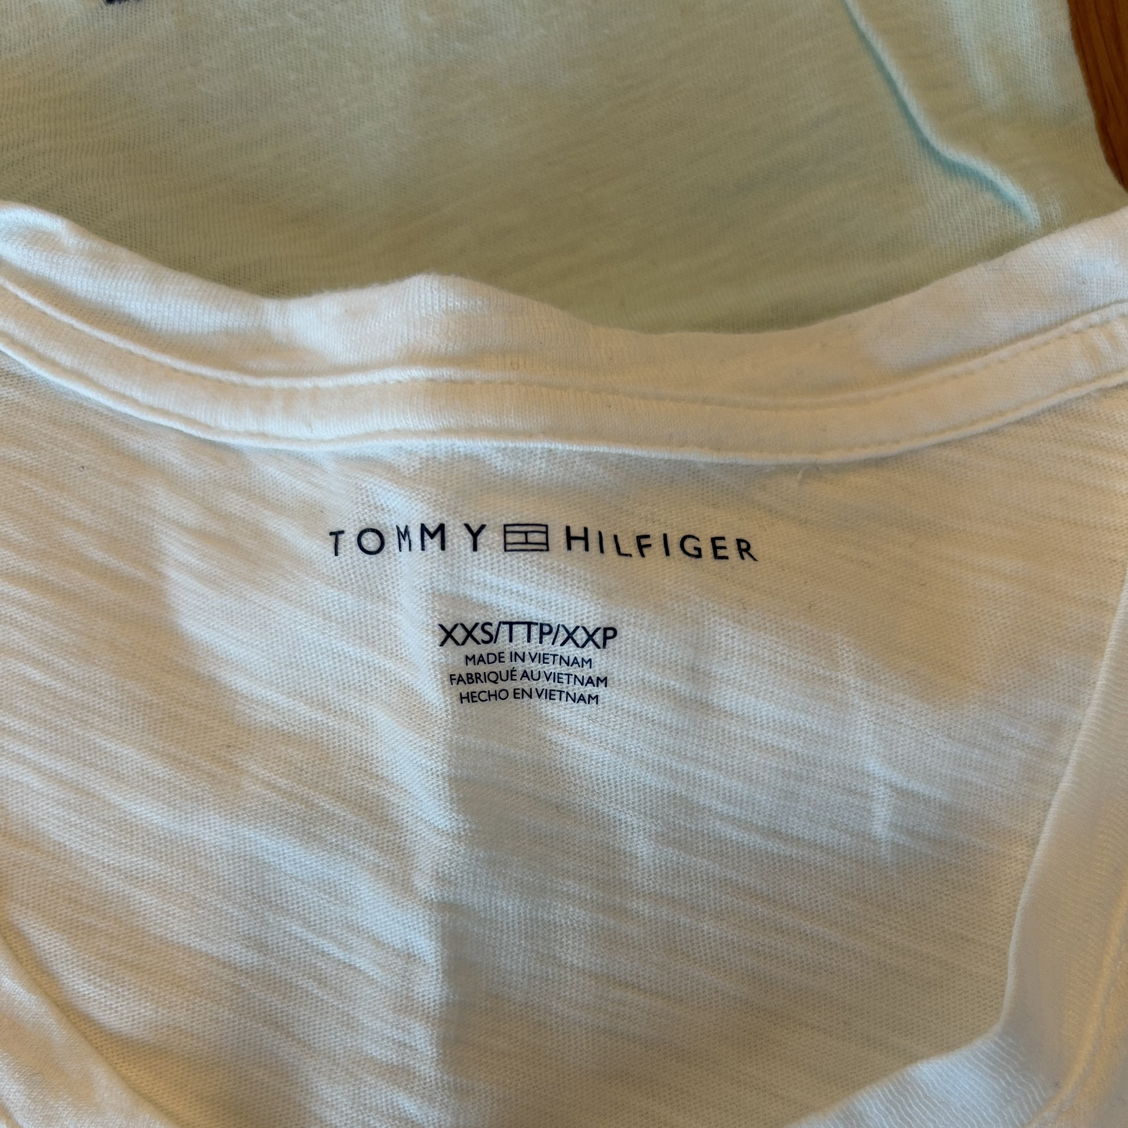 TOMMY HILFIGER
XXS/TTP/XXP
MADE IN VIETNAM
FABRIQUÉ AU VIETNAM
HECHO EN VIETNAM